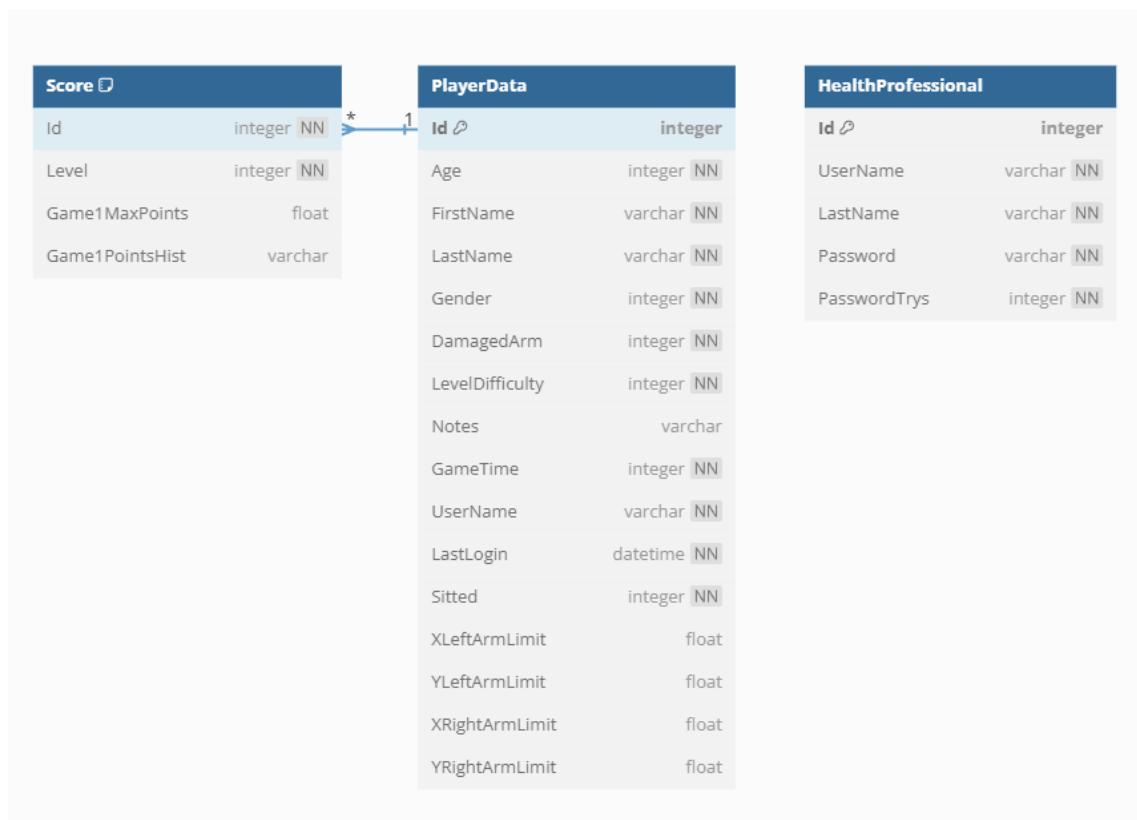 Score
Id integer NN
Level integer NN
Game1MaxPoints float
Game1PointsHist varchar
* 1
PlayerData
Id integer
Age integer NN
FirstName varchar NN
LastName varchar NN
Gender integer NN
DamagedArm integer NN
LevelDifficulty integer NN
Notes varchar
GameTime integer NN
UserName varchar NN
LastLogin datetime NN
Sitted integer NN
XLeftArmLimit float
YLeftArmLimit float
XRightArmLimit float
YRightArmLimit float
HealthProfessional
Id integer
UserName varchar NN
LastName varchar NN
Password varchar NN
PasswordTrys integer NN